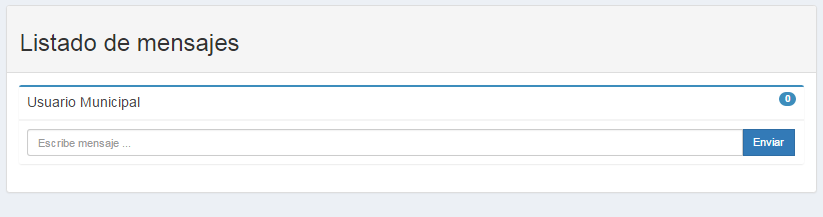 Listado de mensajes
Usuario Municipal 0
Escribe mensaje ... Enviar